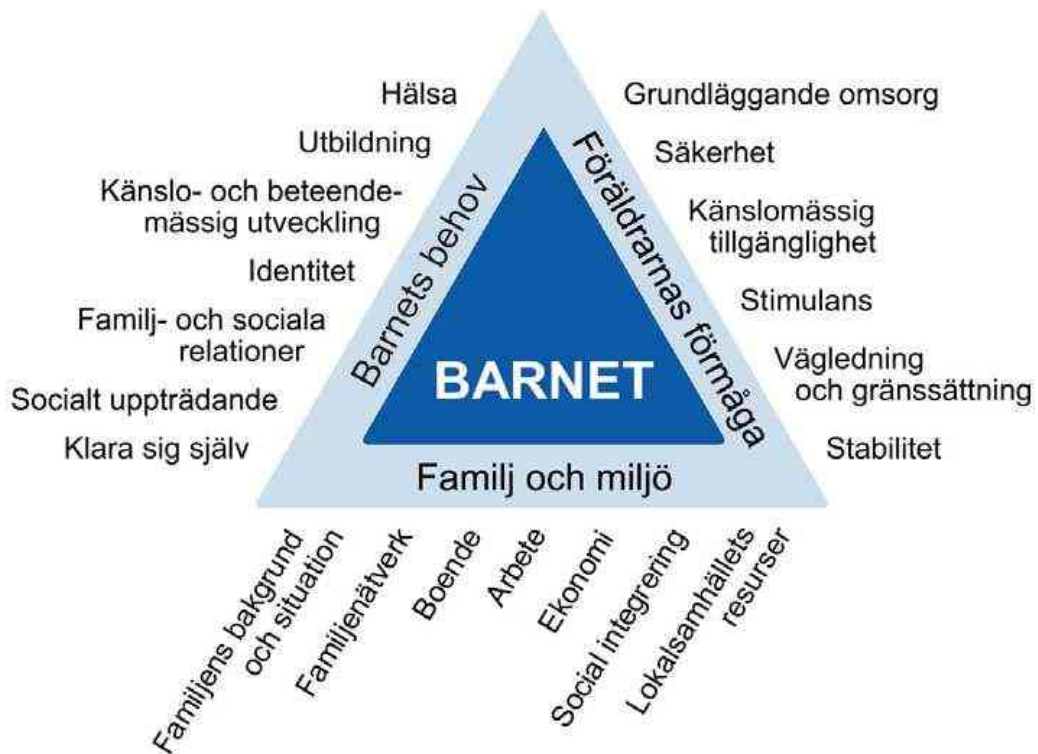 Hälsa
Utbildning
Känslo- och beteende-
mässig utveckling
Identitet
Familj- och sociala
relationer
Socialt uppträdande
Klara sig själv
Barnets behov
BARNET
Föräldrarnas förmåga
Grundläggande omsorg
Säkerhet
Känslomässig
tillgänglighet
Stimulans
Vägledning
och gränssättning
Stabilitet
Familj och miljö
Familjens bakgrund
och situation
Familjenätverk
Boende
Arbete
Ekonomi
Social integrering
Lokalsamhällets
resurser